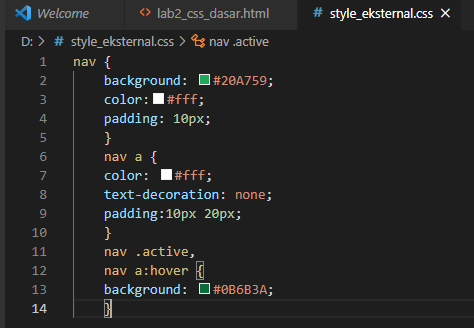 Welcome lab2_css_dasar.html style_eksternal.css
D: > # style_eksternal.css > nav .active
1 nav {
2 background: #20A759;
3 color: #fff;
4 padding: 10px;
5 }
6 nav a {
7 color: #fff;
8 text-decoration: none;
9 padding:10px 20px;
10 }
11 nav .active,
12 nav a:hover {
13 background: #0B6B3A;
14 }